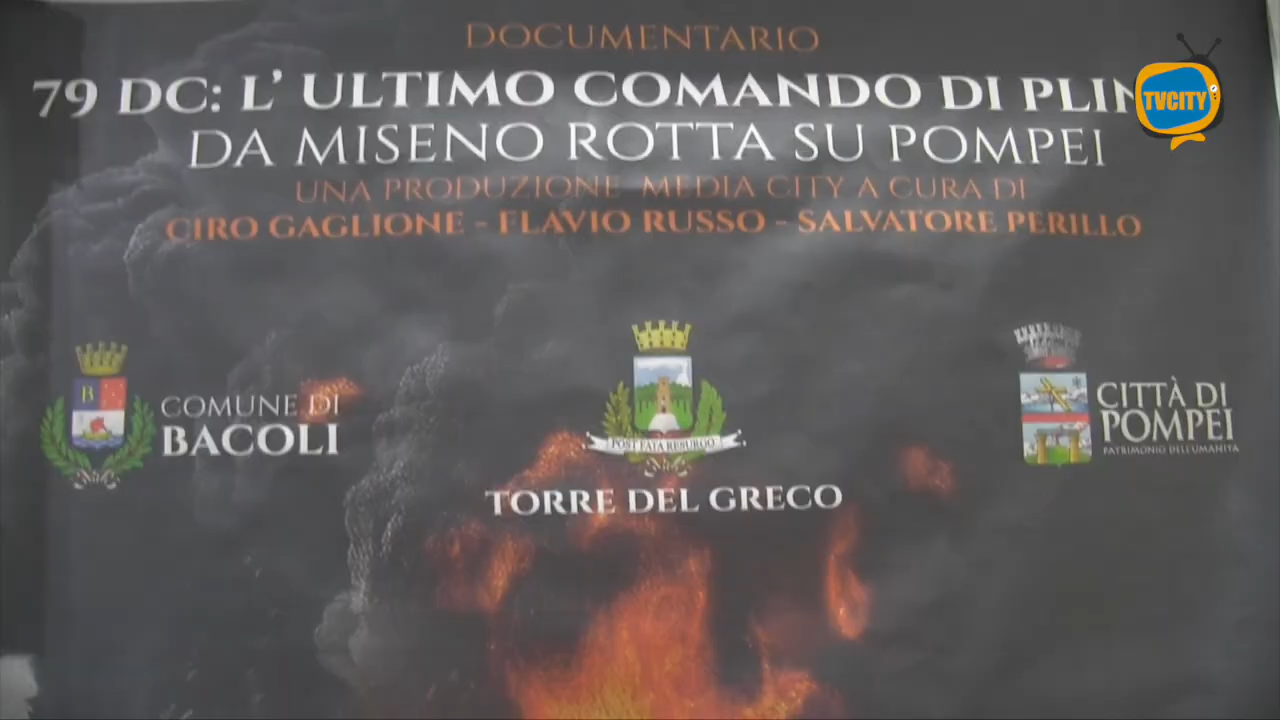 DOCUMENTARIO
79 DC: L' ULTIMO COMANDO DI PLIN
TVCITY
DA MISENO ROTTA SU POMPEI
UNA PRODUZIONE MEDIA CITY A CURA DI
CIRO GAGLIONE - FLAVIO RUSSO - SALVATORE PERILLO
B
COMUNE DI
BACOLI
POST FATA RESURGO
TORRE DEL GRECO
CITTÀ DI
POMPEI
PATRIMONIO DELL'UMANITÀ